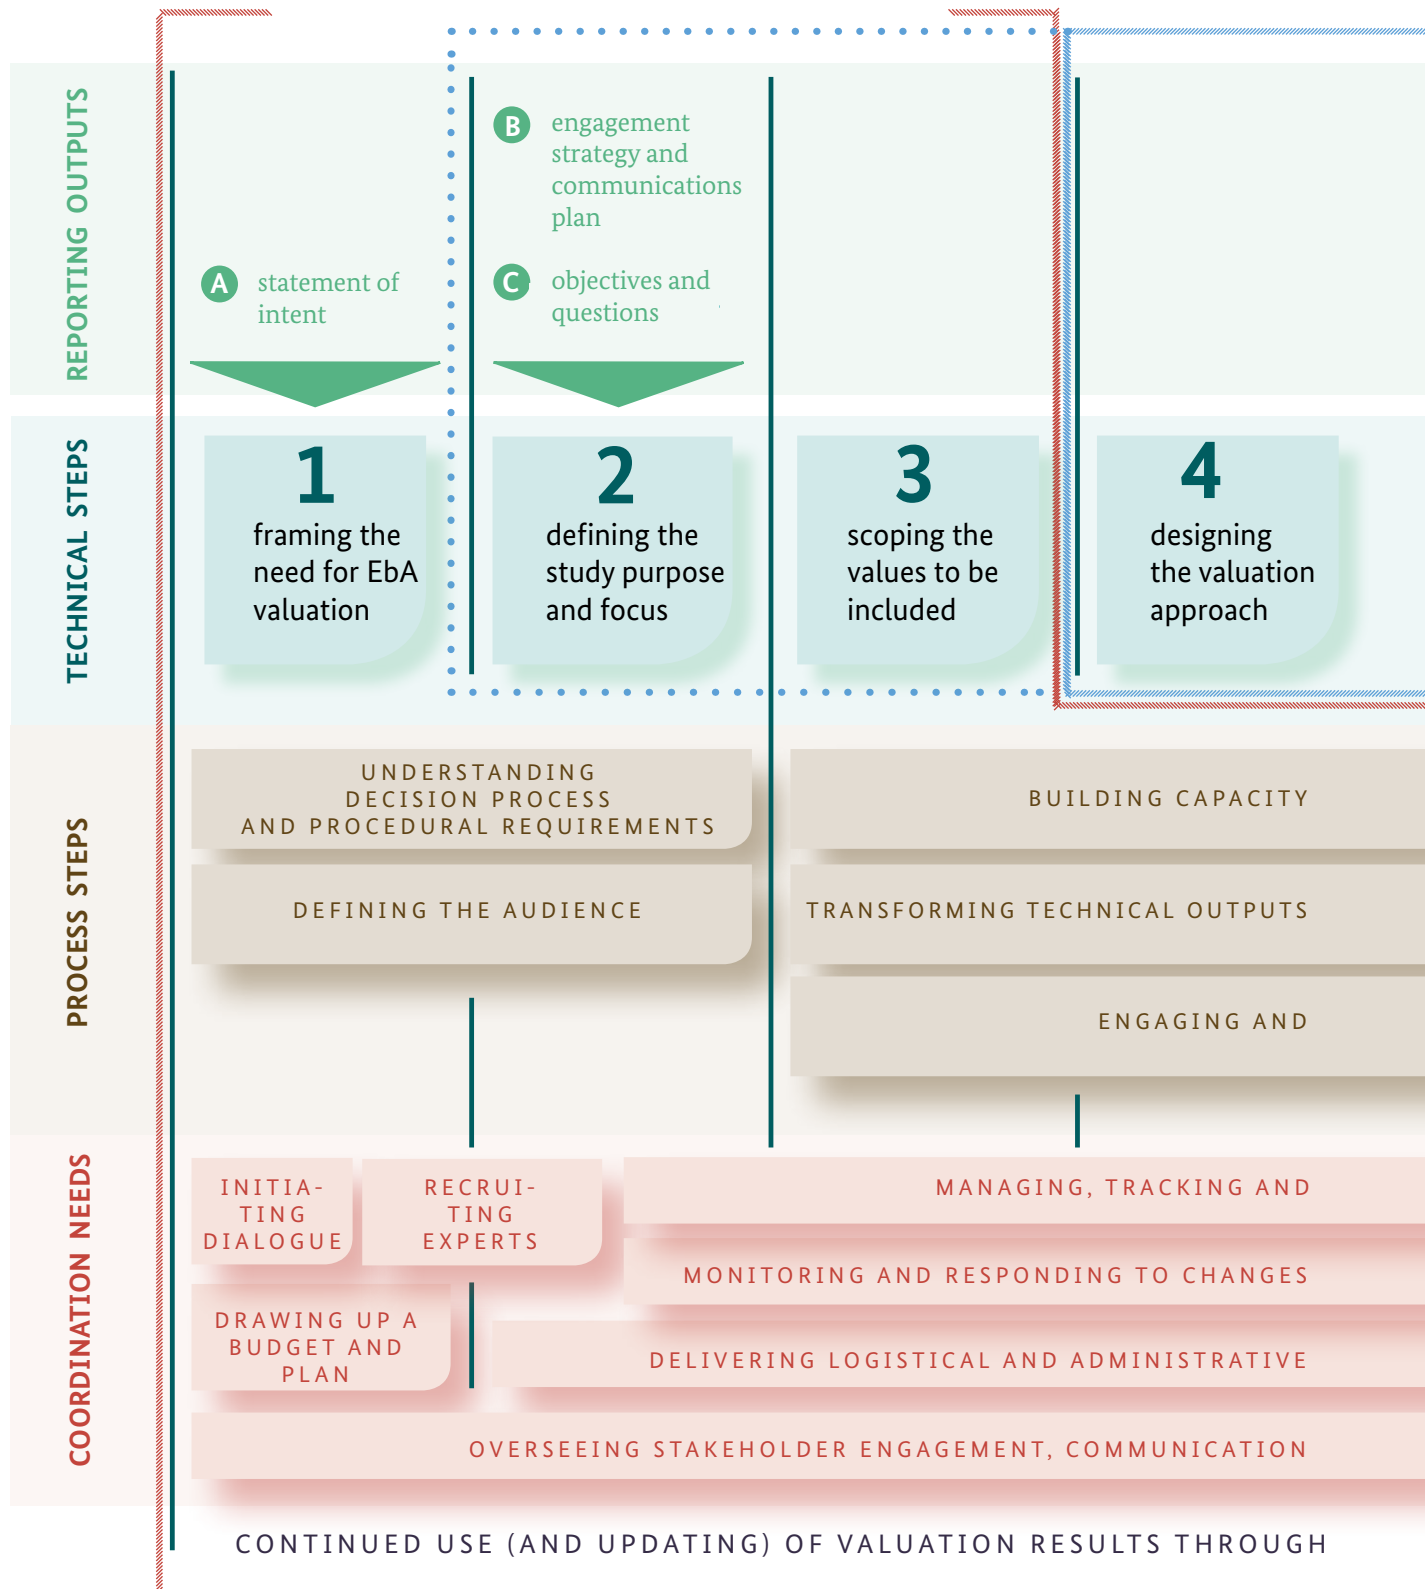 REPORTING OUTPUTS
A
statement of
intent
B
engagement
strategy and
communications
plan
C
objectives and
questions
TECHNICAL STEPS
1
framing the
need for EbA
valuation
2
defining the
study purpose
and focus
3
scoping the
values to be
included
4
designing
the valuation
approach
PROCESS STEPS
UNDERSTANDING
DECISION PROCESS
AND PROCEDURAL REQUIREMENTS
BUILDING CAPACITY
DEFINING THE AUDIENCE
TRANSFORMING TECHNICAL OUTPUTS
ENGAGING AND
COORDINATION NEEDS
INITIA-
TING
DIALOGUE
RECRUI-
TING
EXPERTS
MANAGING, TRACKING AND
MONITORING AND RESPONDING TO CHANGES
DRAWING UP A
BUDGET AND
PLAN
DELIVERING LOGISTICAL AND ADMINISTRATIVE
OVERSEEING STAKEHOLDER ENGAGEMENT, COMMUNICATION
CONTINUED USE (AND UPDATING) OF VALUATION RESULTS THROUGH